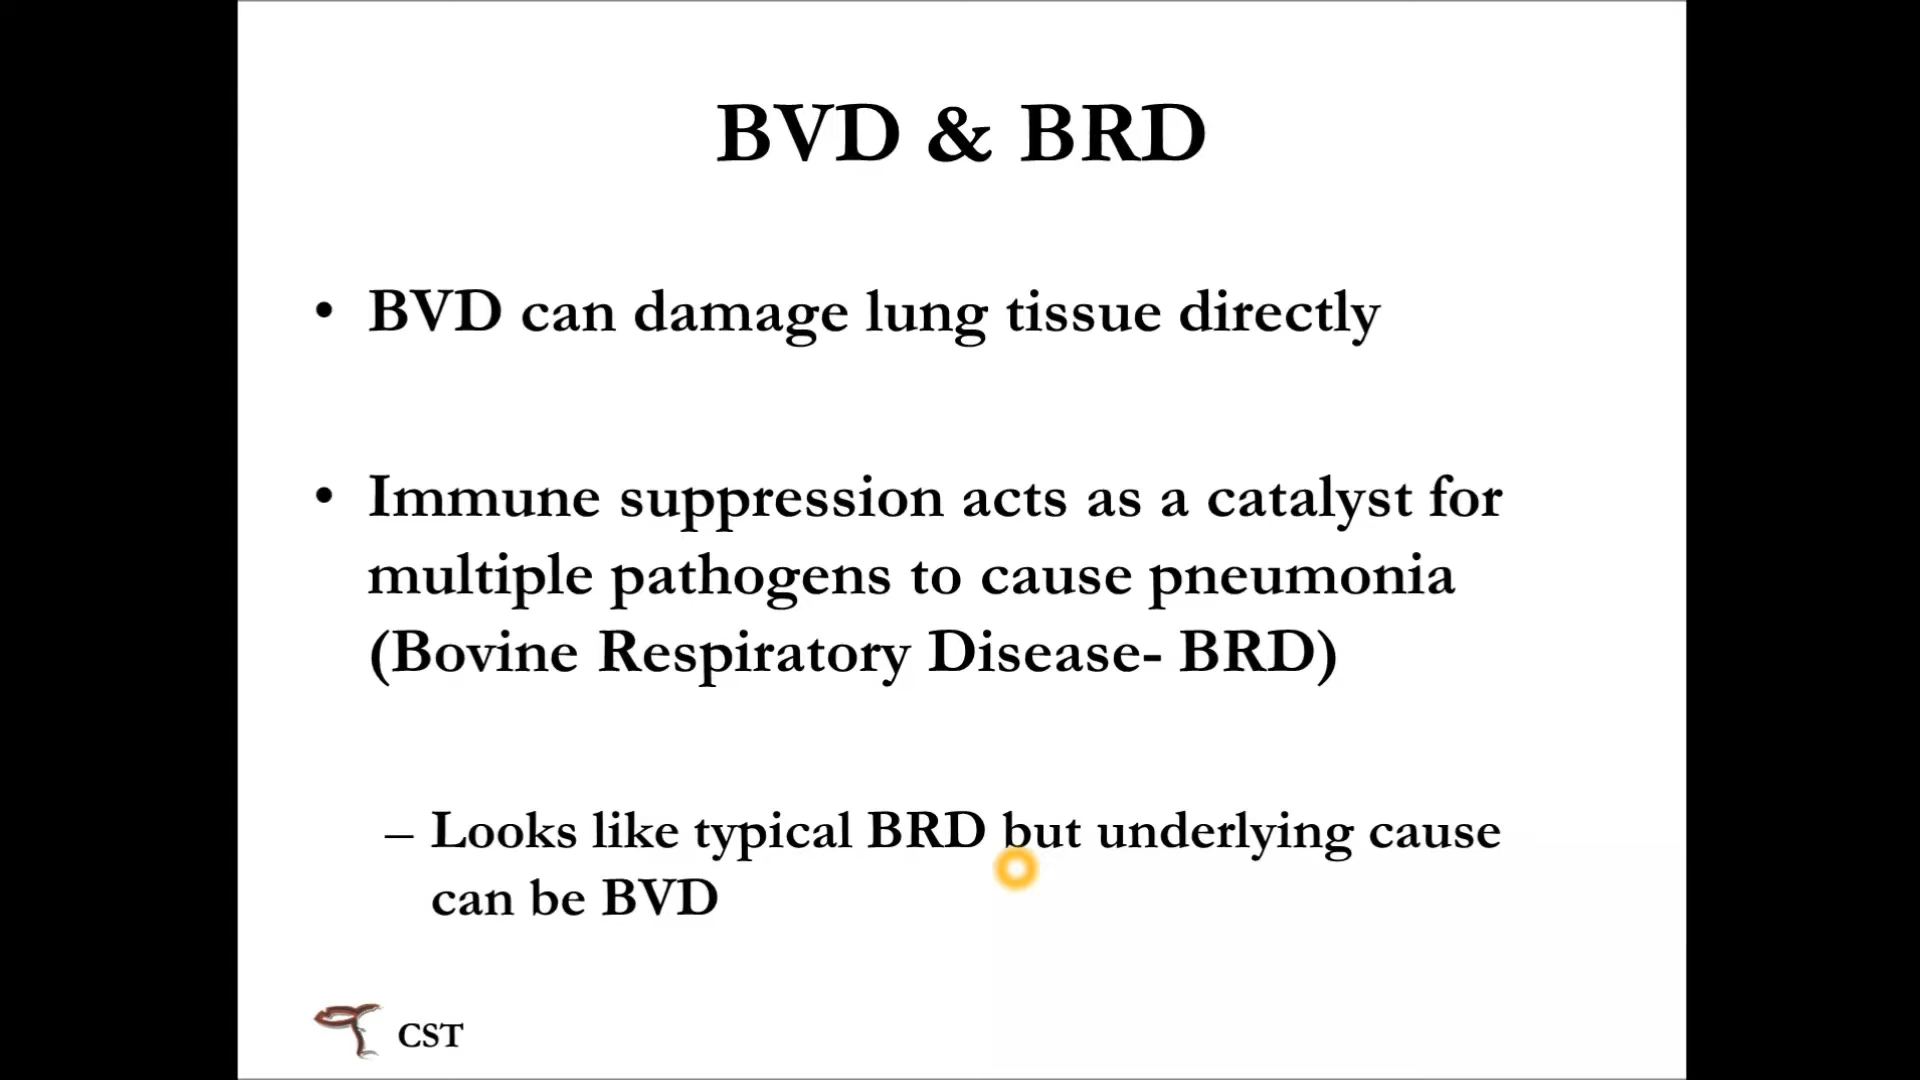 BVD & BRD
• BVD can damage lung tissue directly
• Immune suppression acts as a catalyst for
multiple pathogens to cause pneumonia
(Bovine Respiratory Disease- BRD)
– Looks like typical BRD but underlying cause
can be BVD
CST